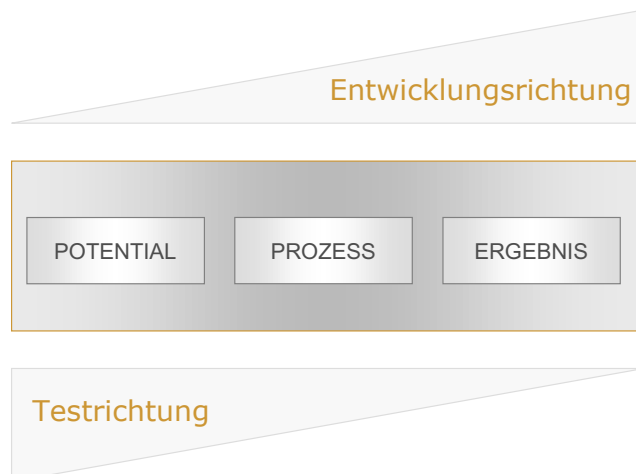 Entwicklungsrichtung
POTENTIAL PROZESS ERGEBNIS
Testrichtung